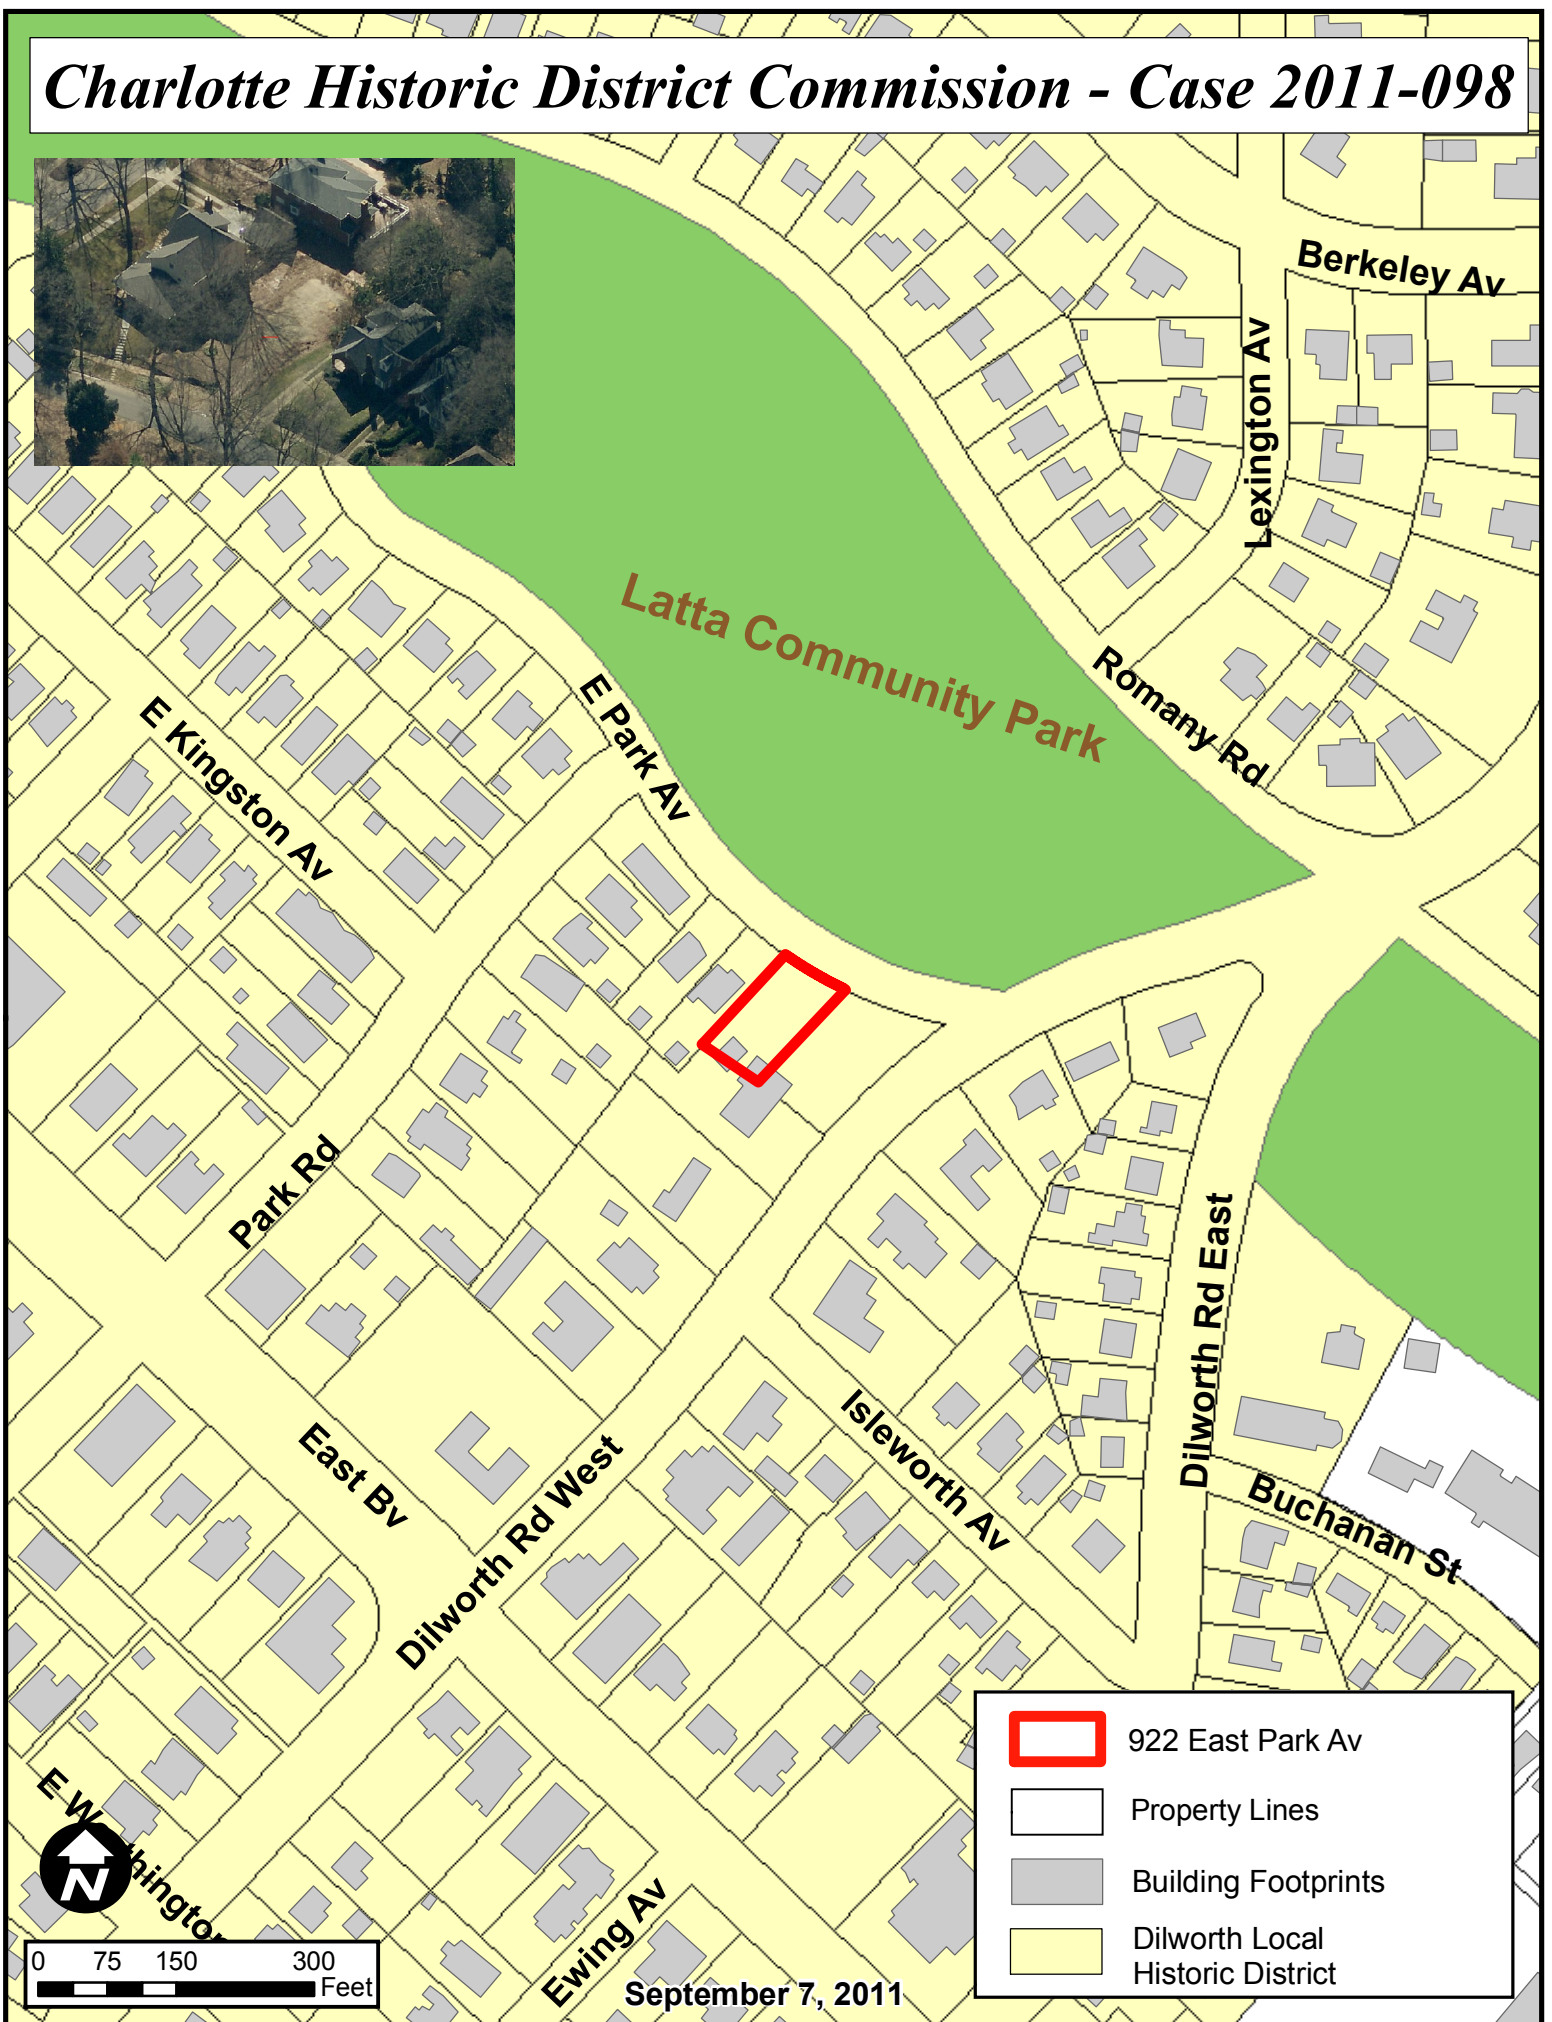 Charlotte Historic District Commission - Case 2011-098
Berkeley Av
Lexington Av
Latta Community Park
Romany Rd
E Park Av
E Kingston Av
Park Rd
Dilworth Rd East
Isleworth Av
East Bv
Dilworth Rd West
Buchanan St
E Worthington
Ewing Av
N
0 75 150 300
Feet
September 7, 2011
922 East Park Av
Property Lines
Building Footprints
Dilworth Local
Historic District